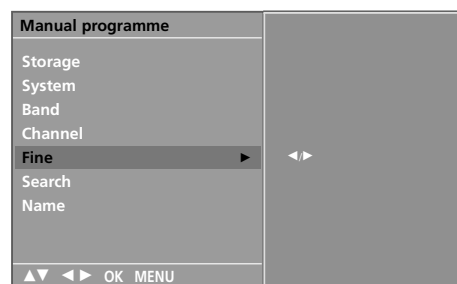 Manual programme
Storage
System
Band
Channel
Fine ► ◄/►
Search
Name
▲▼ ◄ ► OK MENU